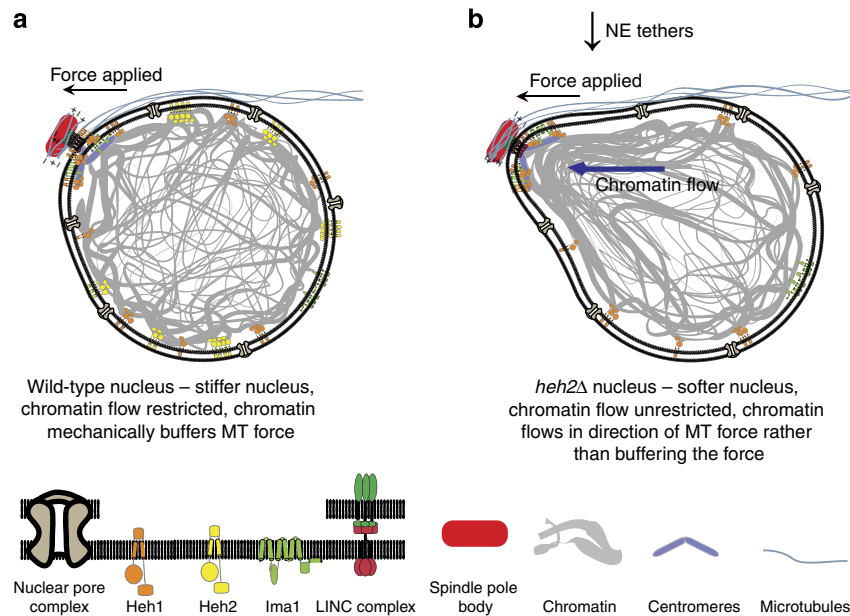 a
Force applied
Wild-type nucleus – stiffer nucleus,
chromatin flow restricted, chromatin
mechanically buffers MT force
b
↓ NE tethers
Force applied
Chromatin flow
heh2Δ nucleus – softer nucleus,
chromatin flow unrestricted, chromatin
flows in direction of MT force rather
than buffering the force
Nuclear pore
complex
Heh1
Heh2
Ima1
LINC complex
Spindle pole
body
Chromatin
Centromeres
Microtubules